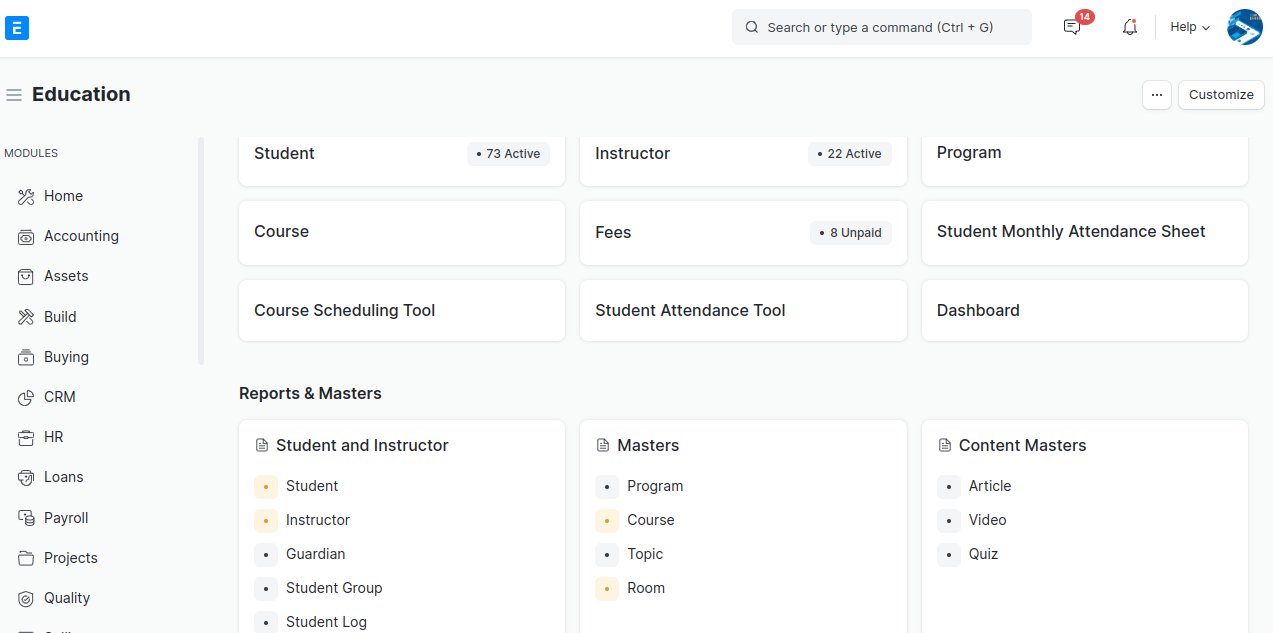 E
Search or type a command (Ctrl + G)
14
Help
Education
...
Customize
MODULES
Home
Accounting
Assets
Build
Buying
CRM
HR
Loans
Payroll
Projects
Quality
Student
• 73 Active
Instructor
• 22 Active
Program
Course
Fees
• 8 Unpaid
Student Monthly Attendance Sheet
Course Scheduling Tool
Student Attendance Tool
Dashboard
Reports & Masters
Student and Instructor
Student
Instructor
Guardian
Student Group
Student Log
Masters
Program
Course
Topic
Room
Content Masters
Article
Video
Quiz